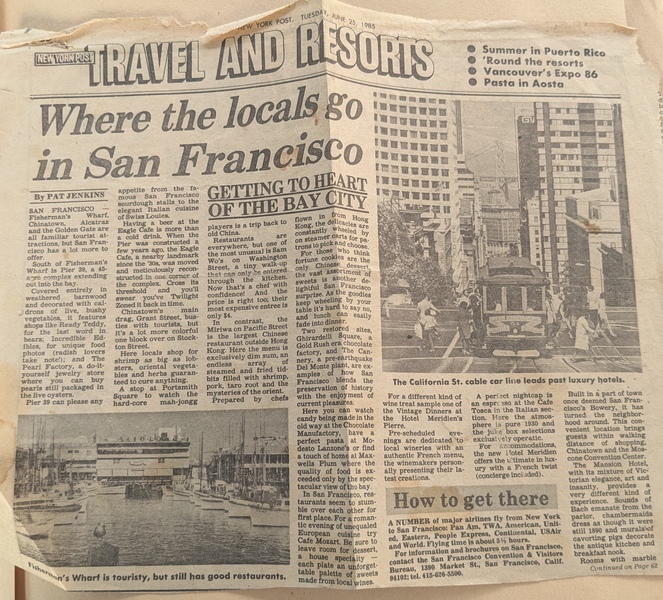 NEW YORK POST, TUESDAY, JUNE 25, 1985
NEW YORK POST
TRAVEL AND RESORTS
● Summer in Puerto Rico
● 'Round the resorts
● Vancouver's Expo 86
● Pasta in Aosta
Where the locals go
in San Francisco
By PAT JENKINS
SAN FRANCISCO —
Fisherman's Wharf,
Chinatown, Alcatraz
and the Golden Gate are
all familiar tourist at-
tractions, but San Fran-
cisco has a lot more to
offer.
South of Fisherman's
Wharf is Pier 39, a 45-
acre complex extending
out into the bay.
Covered entirely in
weathered barnwood
and decorated with cal-
drons of live, bushy
vegetables, it features
shops like Ready Teddy,
for the last word in
bears; Incredible Ed-
ibles, for unique food
photos (radish lovers
take note!); and The
Pearl Factory, a do-it-
yourself jewelry store
where you can buy
pearls still packaged in
the live oysters.
Pier 39 can please any
appetite from the fa-
mous San Francisco
sourdough stalls to the
elegant Italian cuisine
of Swiss Louies.
Having a beer at the
Eagle Cafe is more than
a cold drink. When the
Pier was constructed a
few years ago, the Eagle
Cafe, a nearby landmark
since the '30s, was moved
and meticulously recon-
structed in one corner of
the complex. Cross its
threshold and you'll
swear you've Twilight
Zoned it back in time.
Chinatown's main
drag, Grant Street, bus-
tles with tourists, but
it's a lot more colorful
one block over on Stock-
ton Street.
Here locals shop for
shrimp as big as lob-
sters, oriental vegeta-
bles and herbs guaran-
teed to cure anything.
A stop at Portsmith
Square to watch the
hard-core mah-jongg
GETTING TO HEART
OF THE BAY CITY
players is a trip back to
old China.
Restaurants are
everywhere, but one of
the most unusual is Sam
Wo's on Washington
Street, a tiny walk-up
that can only be entered
through the kitchen.
Now that's a chef with
confidence! And the
price is right too; their
most expensive entree is
only $4.
In contrast, the
Miriwa on Pacific Street
is the largest Chinese
restaurant outside Hong
Kong. Here the menu is
exclusively dim sum, an
endless array of
steamed and fried tid-
bits filled with shrimp,
pork, taro root and the
mysteries of the orient.
Prepared by chefs
flown in from Hong
Kong, the delicacies are
constantly wheeled by
on steamer carts for pa-
trons to pick and choose.
For those who think
fortune cookies are the
only Chinese dessert,
the vast assortment of
sweets is another de-
lightful San Francisco
surprise. As the goodies
keep wheeling by your
table it's hard to say no,
and lunch can easily
fade into dinner.
Two restored sites,
Ghirardelli Square, a
Gold Rush era chocolate
factory, and The Can-
nery, a pre-earthquake
Del Monte plant, are ex-
amples of how San
Francisco blends the
preservation of history
with the enjoyment of
current pleasures.
Here you can watch
candy being made in the
old way at the Chocolate
Manufactory, have a
perfect pasta at Mo-
desto Lanzone's or find
a touch of home at Max-
wells Plum where the
quality of food is ex-
ceeded only by the spec-
tacular view of the bay.
In San Francisco, res-
taurants seem to stum-
ble over each other for
first place. For a roman-
tic evening of unequaled
European cuisine try
Cafe Mozart. Be sure to
leave room for dessert,
a house specialty —
each plate an unforget-
table palette of sweets
made from local wines.
The California St. cable car line leads past luxury hotels.
For a different kind of
wine treat sample one of
the Vintage Dinners at
the Hotel Meridien's
Pierre.
Pre-scheduled even-
ings are dedicated to
local wineries with an
authentic French menu,
the winemakers person-
ally presenting their la-
test creations.
a perfect nightcap is
an espresso at the Cafe
Tosca in the Italian sec-
tion. Here the atmos-
phere is pure 1930 and
the juke box selections
exclusively operatic.
For accommodations,
the new Hotel Meridien
offers the ultimate in lux-
ury with a French twist
(concierge included).
Built in a part of town
once deemed San Fran-
cisco's Bowery, it has
turned the neighbor-
hood around. This con-
venient location brings
guests within walking
distance of shopping,
Chinatown and the Mos-
cone Convention Center.
The Mansion Hotel,
with its mixture of Vic-
torian elegance, art and
insanity, provides a
very different kind of
experience. Sounds of
Bach emanate from the
parlor, chambermaids
dress as though it were
still 1890 and murals of
cavorting pigs decorate
the antique kitchen and
breakfast nook.
Rooms with marble
Continued on Page 62
How to get there
A NUMBER of major airlines fly from New York
to San Francisco: Pan Am, TWA, American, Unit-
ed, Eastern, People Express, Continental, USAir
and World. Flying time is about 5½ hours.
For information and brochures on San Francisco,
contact the San Francisco Convention & Visitors
Bureau, 1390 Market St., San Francisco, Calif.
94102; tel. 415-626-5500.
Fisherman's Wharf is touristy, but still has good restaurants.